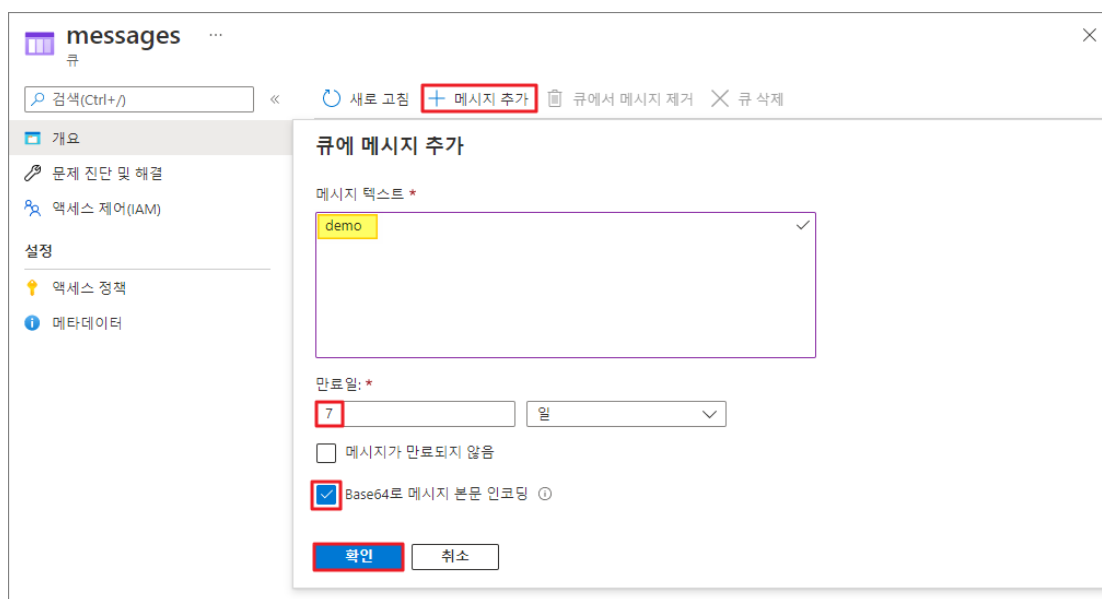 messages ...
큐
검색(Ctrl+/)
«
새로 고침
메시지 추가
큐에서 메시지 제거
큐 삭제
개요
문제 진단 및 해결
액세스 제어(IAM)
설정
액세스 정책
메타데이터
큐에 메시지 추가
메시지 텍스트 *
demo
만료일: *
7
일
메시지가 만료되지 않음
Base64로 메시지 본문 인코딩
확인
취소